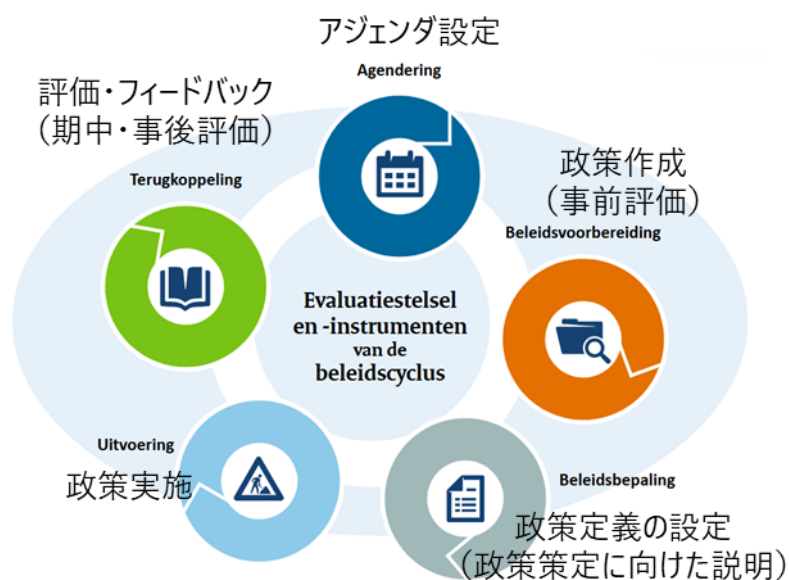 アジェンダ設定
Agendering
評価・フィードバック
（期中・事後評価）
Terugkoppeling
政策作成
（事前評価）
Beleidsvoorbereiding
Evaluatiestelsel
en -instrumenten
van de
beleidscyclus
Uitvoering
政策実施
Beleidsbepaling
政策定義の設定
（政策策定に向けた説明）